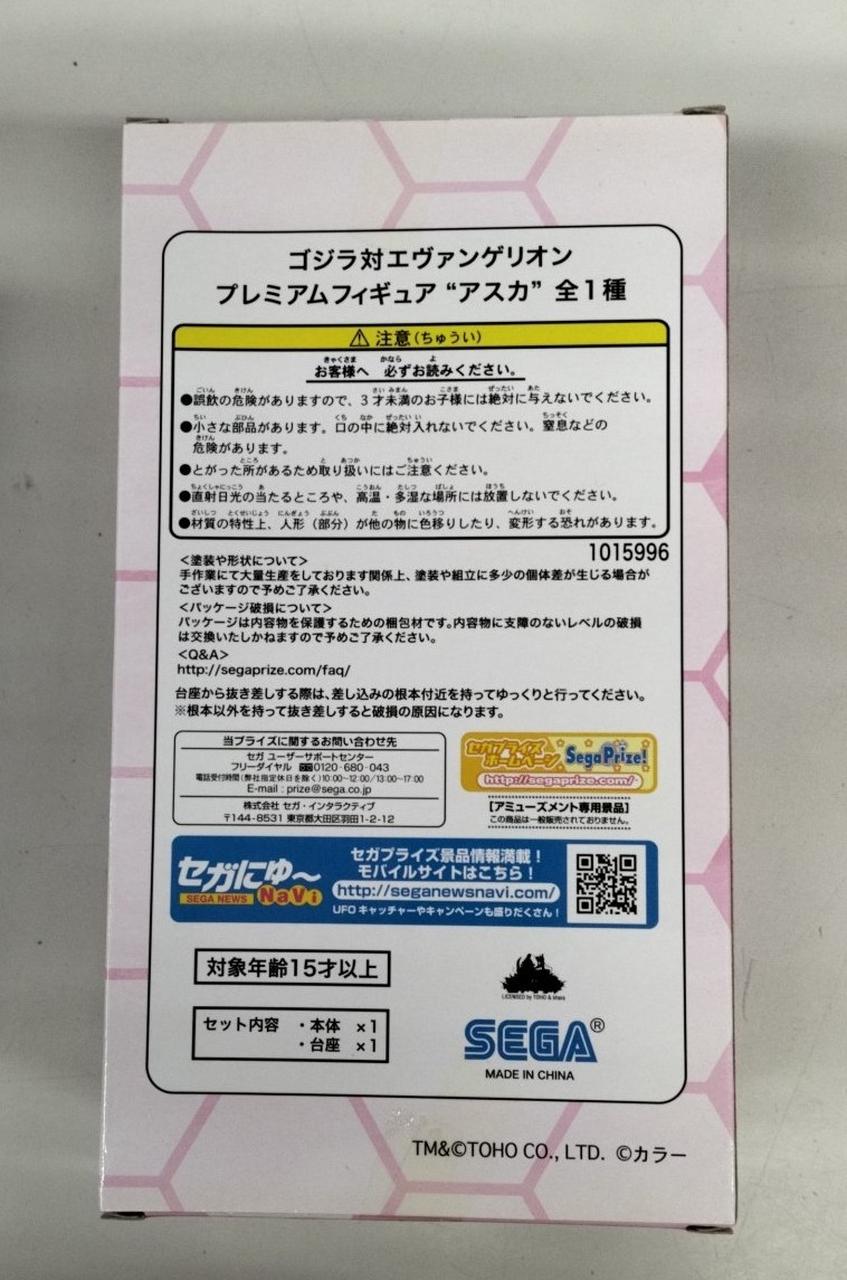 ゴジラ対エヴァンゲリオン
プレミアムフィギュア “アスカ” 全1種
⚠ 注意(ちゅうい)
お客様へ 必ずお読みください。
●誤飲の危険がありますので、3才未満のお子様には絶対に与えないでください。
●小さな部品があります。口の中に絶対入れないでください。窒息などの
危険があります。
●とがった所があるため取り扱いにはご注意ください。
●直射日光の当たるところや、高温・多湿な場所には放置しないでください。
●材質の特性上、人形(部分)が他の物に色移りしたり、変形する恐れがあります。
1015996
<塗装や形状について>
手作業にて大量生産をしております関係上、塗装や組立に多少の個体差が生じる場合が
ございますので予めご了承ください。
<パッケージ破損について>
パッケージは内容物を保護するための梱包材です。内容物に支障のないレベルの破損
は交換いたしかねますので予めご了承ください。
<Q&A>
http://segaprize.com/faq/
台座から抜き差しする際は、差し込みの根本付近を持ってゆっくりと行ってください。
※根本以外を持って抜き差しすると破損の原因になります。
当プライズに関するお問い合わせ先
セガ ユーザーサポートセンター
フリーダイヤル 0120-680-043
電話受付時間(弊社指定休日を除く)10:00~12:00/13:00~17:00
E-mail : prize@sega.co.jp
株式会社 セガ・インタラクティブ
〒144-8531 東京都大田区羽田1-2-12
セガプライズ
ホームページ SegaPrize!
http://segaprize.com/
【アミューズメント専用景品】
この商品は一般販売されておりません。
セガにゅ〜
SEGA NEWS NaVi
セガプライズ景品情報満載！
モバイルサイトはこちら！
http://seganewsnavi.com/
UFOキャッチャーやキャンペーンも盛りだくさん！
対象年齢15才以上
セット内容 ・本体 ×1
・台座 ×1
LICENSED by TOHO & khara
SEGA®
MADE IN CHINA
TM&©TOHO CO., LTD. ©カラー